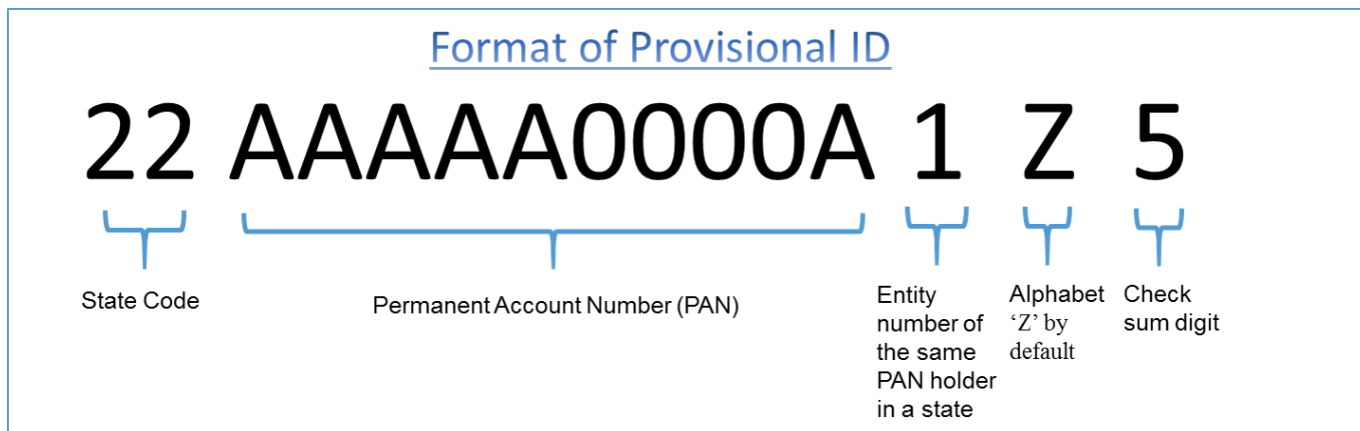 Format of Provisional ID
22 AAAAA0000A 1 Z 5
State Code
Permanent Account Number (PAN)
Entity
number of
the same
PAN holder
in a state
Alphabet
‘Z’ by
default
Check
sum digit